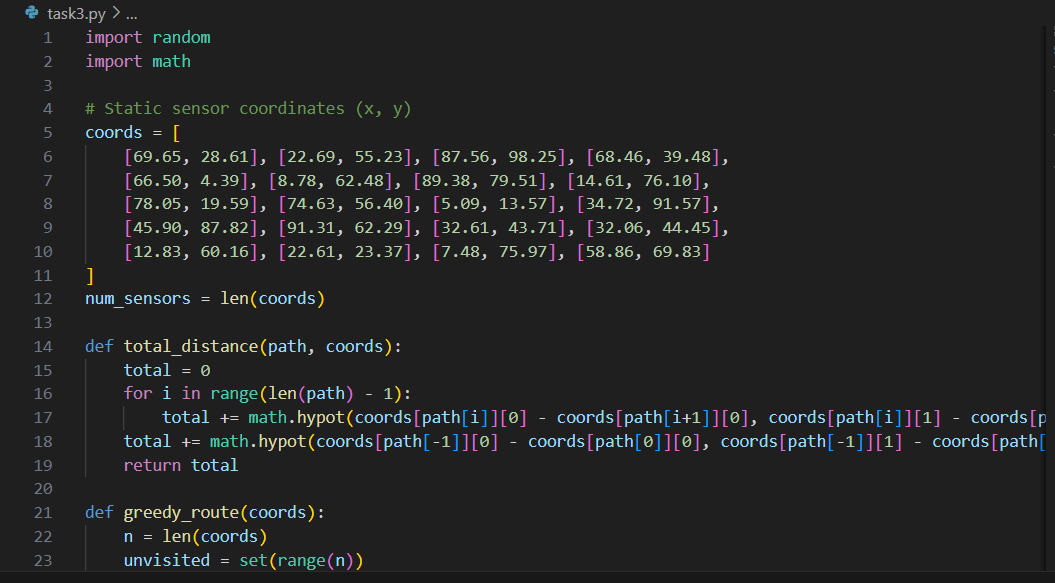 task3.py > ...
1 import random
2 import math
3
4 # Static sensor coordinates (x, y)
5 coords = [
6     [69.65, 28.61], [22.69, 55.23], [87.56, 98.25], [68.46, 39.48],
7     [66.50, 4.39], [8.78, 62.48], [89.38, 79.51], [14.61, 76.10],
8     [78.05, 19.59], [74.63, 56.40], [5.09, 13.57], [34.72, 91.57],
9     [45.90, 87.82], [91.31, 62.29], [32.61, 43.71], [32.06, 44.45],
10     [12.83, 60.16], [22.61, 23.37], [7.48, 75.97], [58.86, 69.83]
11 ]
12 num_sensors = len(coords)
13
14 def total_distance(path, coords):
15     total = 0
16     for i in range(len(path) - 1):
17         total += math.hypot(coords[path[i]][0] - coords[path[i+1]][0], coords[path[i]][1] - coords[p
18     total += math.hypot(coords[path[-1]][0] - coords[path[0]][0], coords[path[-1]][1] - coords[path[
19     return total
20
21 def greedy_route(coords):
22     n = len(coords)
23     unvisited = set(range(n))